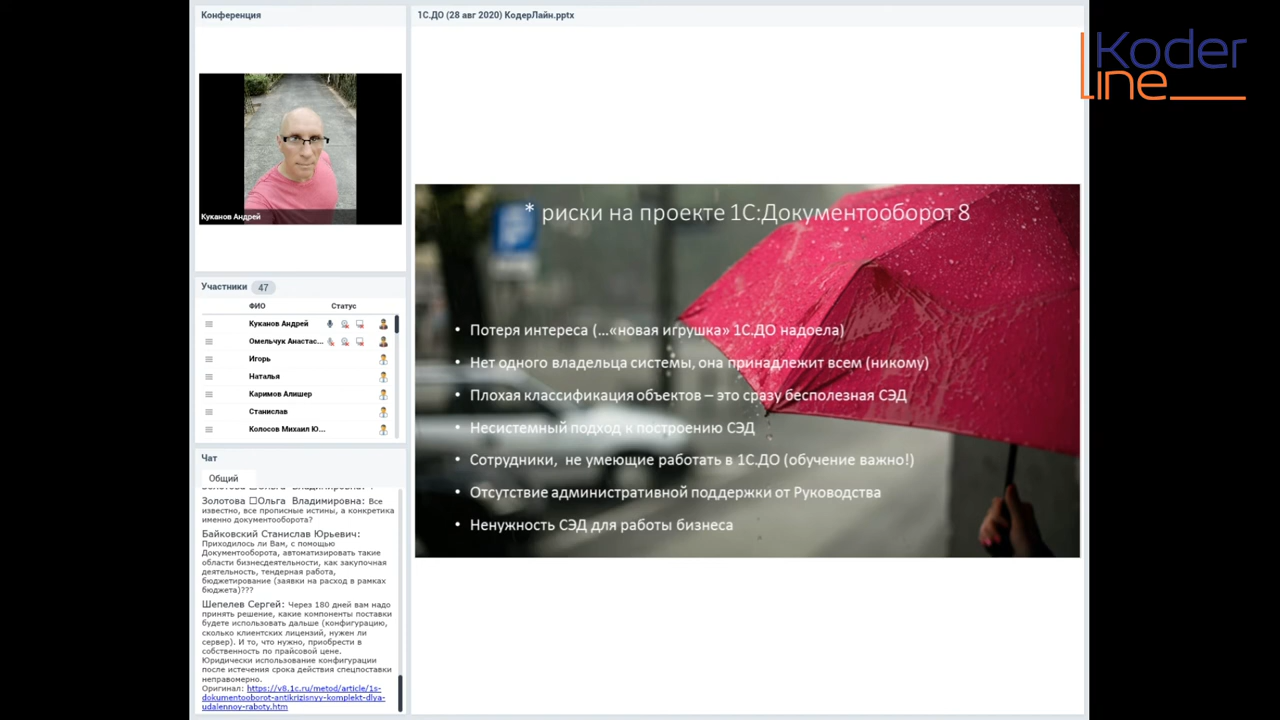 Конференция
Куканов Андрей
Участники 47
ФИО Статус
Куканов Андрей
Омельчук Анастас...
Игорь
Наталья
Каримов Алишер
Станислав
Колосов Михаил Ю...
Чат
Общий
Золотова Ольга Владимировна: Все
известно, все прописные истины, а конкретика
именно документооборота?
Байковский Станислав Юрьевич:
Приходилось ли Вам, с помощью
Документооборота, автоматизировать такие
области бизнесдеятельности, как закупочная
деятельность, тендерная работа,
бюджетирование (заявки на расход в рамках
бюджета)???
Шепелев Сергей: Через 180 дней вам надо
принять решение, какие компоненты поставки
будете использовать дальше (конфигурацию,
сколько клиентских лицензий, нужен ли
сервер). И то, что нужно, приобрести в
собственность по прайсовой цене.
Юридически использование конфигурации
после истечения срока действия спецпоставки
неправомерно.
Оригинал: https://v8.1c.ru/metod/article/1s-
dokumentooborot-antikrizisnyy-komplekt-dlya-
udalennoy-raboty.htm
1С.ДО (28 авг 2020) КодерЛайн.pptx
* риски на проекте 1С:Документооборот 8
• Потеря интереса (…«новая игрушка» 1С.ДО надоела)
• Нет одного владельца системы, она принадлежит всем (никому)
• Плохая классификация объектов – это сразу бесполезная СЭД
• Несистемный подход к построению СЭД
• Сотрудники, не умеющие работать в 1С.ДО (обучение важно!)
• Отсутствие административной поддержки от Руководства
• Ненужность СЭД для работы бизнеса
Koder
Line